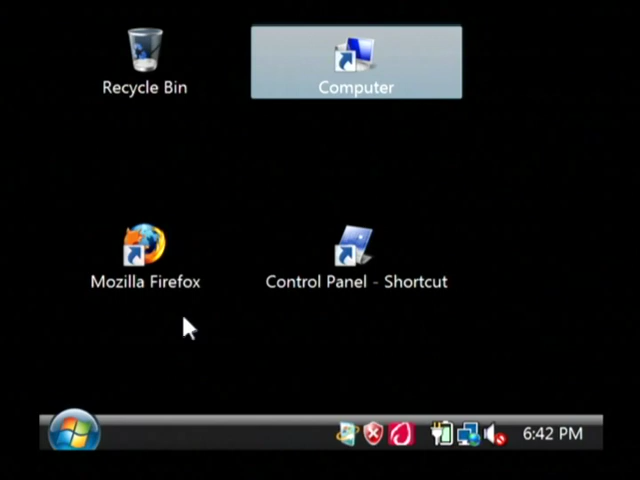 Recycle Bin
Computer
Mozilla Firefox
Control Panel - Shortcut
6:42 PM